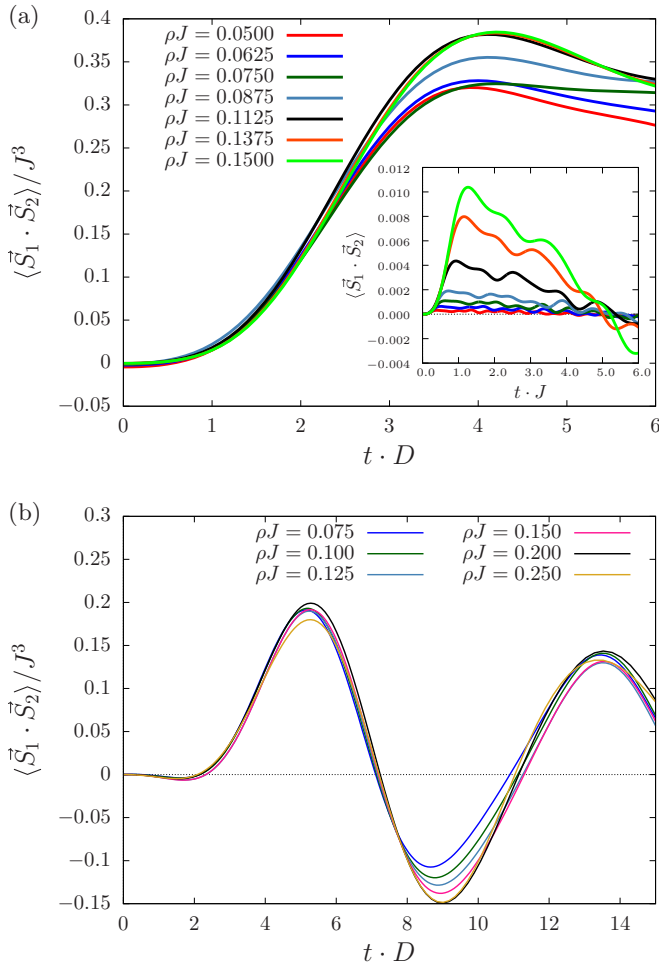 (a)
0.4
0.35
0.3
0.25
0.2
0.15
0.1
0.05
0
−0.05
⟨S⃗₁ · S⃗₂⟩/J³
ρJ = 0.0500
ρJ = 0.0625
ρJ = 0.0750
ρJ = 0.0875
ρJ = 0.1125
ρJ = 0.1375
ρJ = 0.1500
0.012
0.010
0.008
0.006
0.004
0.002
0.000
−0.002
−0.004
⟨S⃗₁ · S⃗₂⟩
0.0 1.0 2.0 3.0 4.0 5.0 6.0
t · J
0 1 2 3 4 5 6
t · D
(b)
0.3
0.25
0.2
0.15
0.1
0.05
0
−0.05
−0.1
−0.15
⟨S⃗₁ · S⃗₂⟩/J³
ρJ = 0.075 ρJ = 0.150
ρJ = 0.100 ρJ = 0.200
ρJ = 0.125 ρJ = 0.250
0 2 4 6 8 10 12 14
t · D